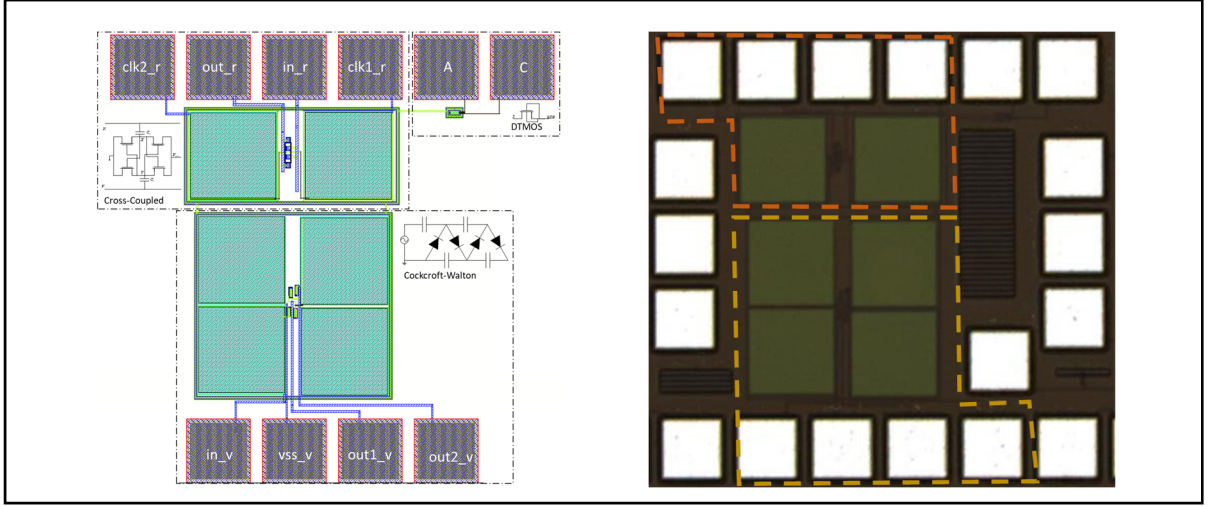 clk2_r out_r in_r clk1_r A C
DTMOS
Cross-Coupled
Cockcroft-Walton
in_v vss_v out1_v out2_v